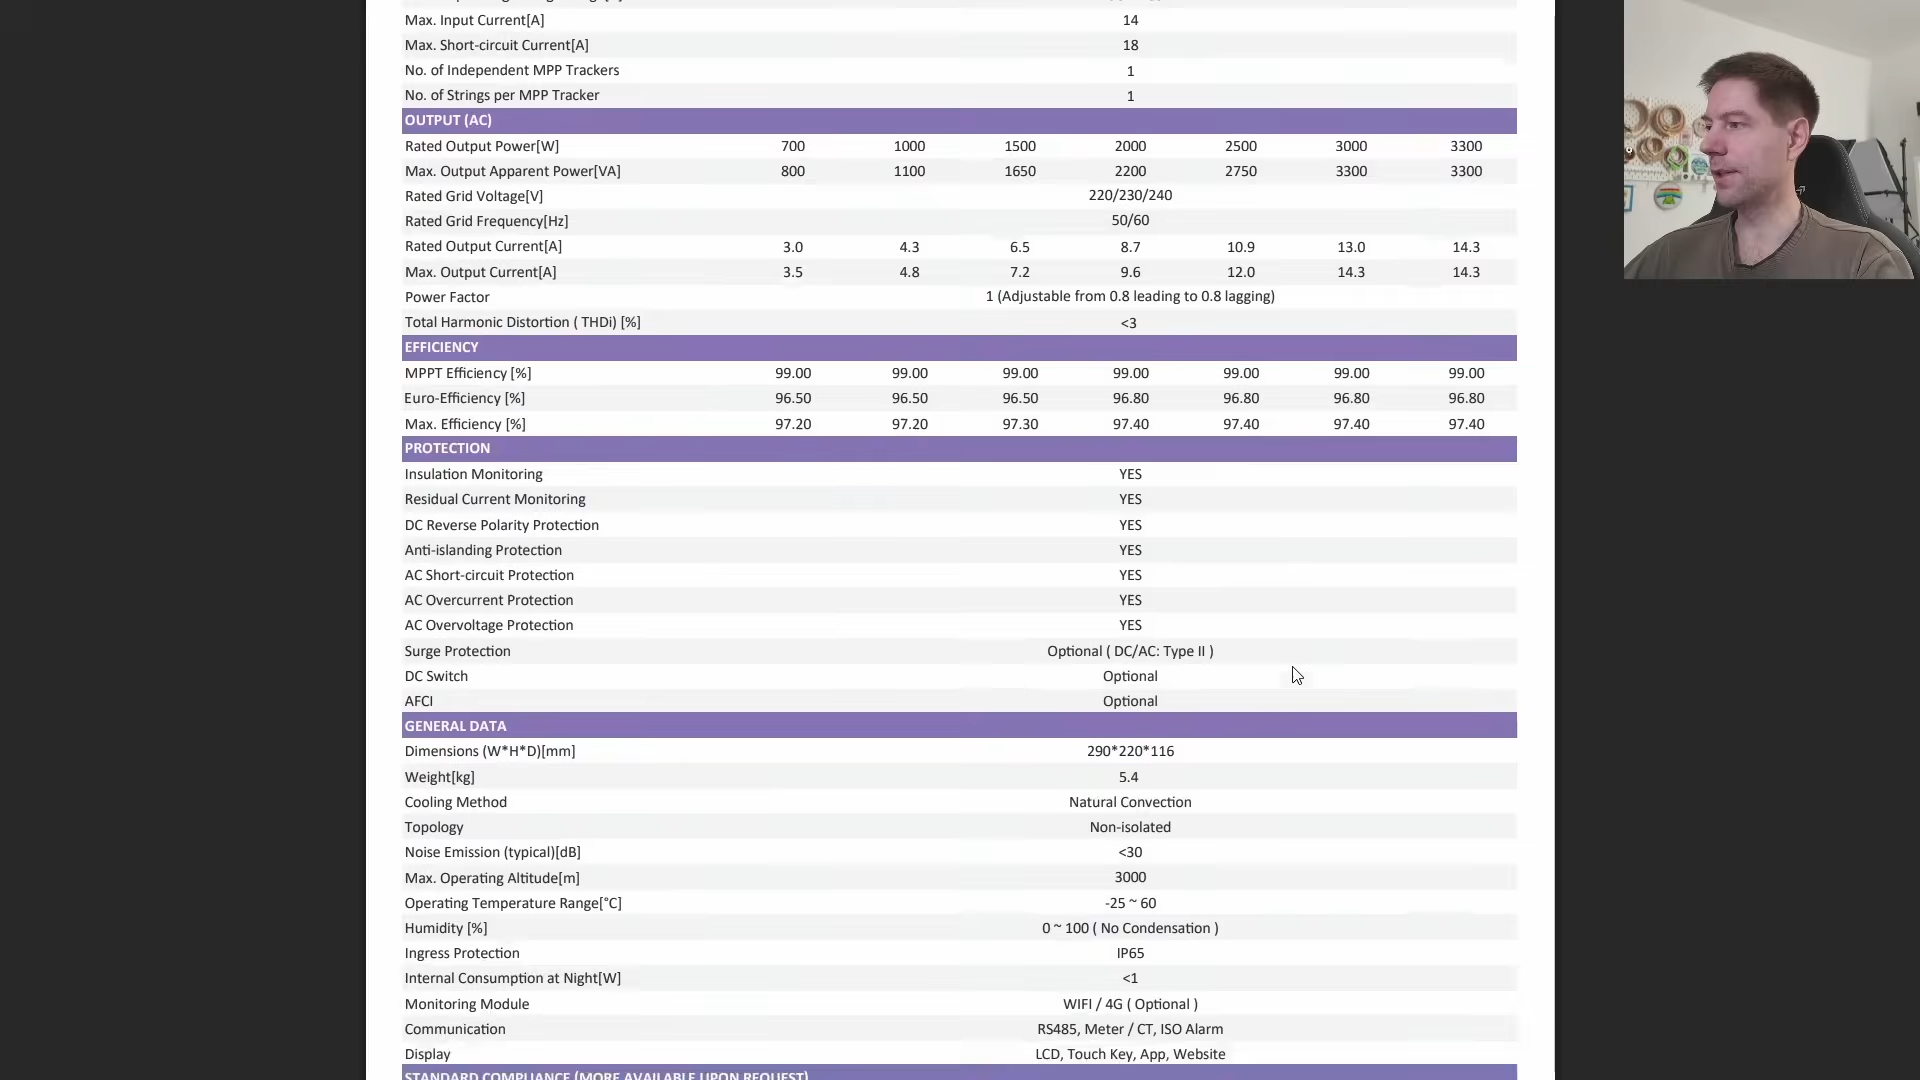 Max. Input Current[A] 14
Max. Short-circuit Current[A] 18
No. of Independent MPP Trackers 1
No. of Strings per MPP Tracker 1
OUTPUT (AC)
Rated Output Power[W] 700 1000 1500 2000 2500 3000 3300
Max. Output Apparent Power[VA] 800 1100 1650 2200 2750 3300 3300
Rated Grid Voltage[V] 220/230/240
Rated Grid Frequency[Hz] 50/60
Rated Output Current[A] 3.0 4.3 6.5 8.7 10.9 13.0 14.3
Max. Output Current[A] 3.5 4.8 7.2 9.6 12.0 14.3 14.3
Power Factor 1 (Adjustable from 0.8 leading to 0.8 lagging)
Total Harmonic Distortion ( THDi) [%] <3
EFFICIENCY
MPPT Efficiency [%] 99.00 99.00 99.00 99.00 99.00 99.00 99.00
Euro-Efficiency [%] 96.50 96.50 96.50 96.80 96.80 96.80 96.80
Max. Efficiency [%] 97.20 97.20 97.30 97.40 97.40 97.40 97.40
PROTECTION
Insulation Monitoring YES
Residual Current Monitoring YES
DC Reverse Polarity Protection YES
Anti-islanding Protection YES
AC Short-circuit Protection YES
AC Overcurrent Protection YES
AC Overvoltage Protection YES
Surge Protection Optional ( DC/AC: Type II )
DC Switch Optional
AFCI Optional
GENERAL DATA
Dimensions (W*H*D)[mm] 290*220*116
Weight[kg] 5.4
Cooling Method Natural Convection
Topology Non-isolated
Noise Emission (typical)[dB] <30
Max. Operating Altitude[m] 3000
Operating Temperature Range[°C] -25 ~ 60
Humidity [%] 0 ~ 100 ( No Condensation )
Ingress Protection IP65
Internal Consumption at Night[W] <1
Monitoring Module WIFI / 4G ( Optional )
Communication RS485, Meter / CT, ISO Alarm
Display LCD, Touch Key, App, Website
STANDARD COMPLIANCE (MORE AVAILABLE UPON REQUEST)